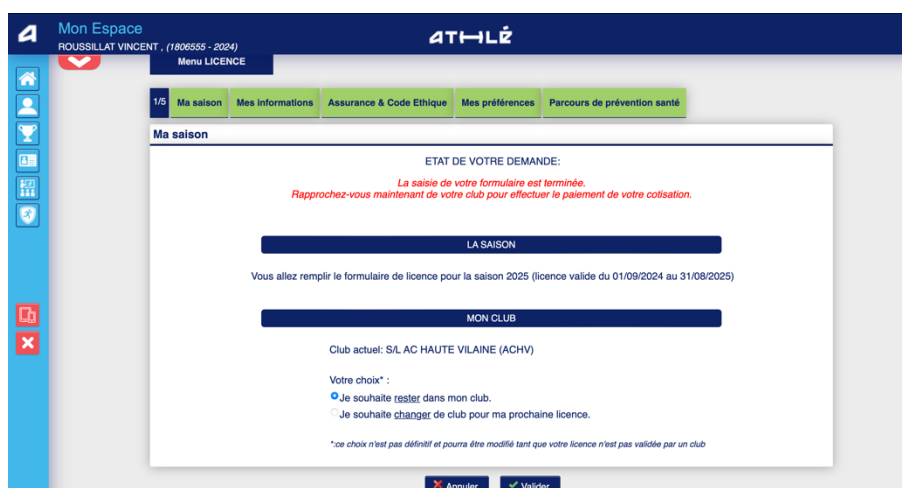 Mon Espace
ROUSSILLAT VINCENT , (1806555 - 2024)
ATHLÉ
Menu LICENCE
1/5 Ma saison Mes informations Assurance & Code Ethique Mes préférences Parcours de prévention santé
Ma saison
ETAT DE VOTRE DEMANDE:
La saisie de votre formulaire est terminée.
Rapprochez-vous maintenant de votre club pour effectuer le paiement de votre cotisation.
LA SAISON
Vous allez remplir le formulaire de licence pour la saison 2025 (licence valide du 01/09/2024 au 31/08/2025)
MON CLUB
Club actuel: S/L AC HAUTE VILAINE (ACHV)
Votre choix* :
Je souhaite rester dans mon club.
Je souhaite changer de club pour ma prochaine licence.
*:ce choix n'est pas définitif et pourra être modifié tant que votre licence n'est pas validée par un club
Annuler Valider